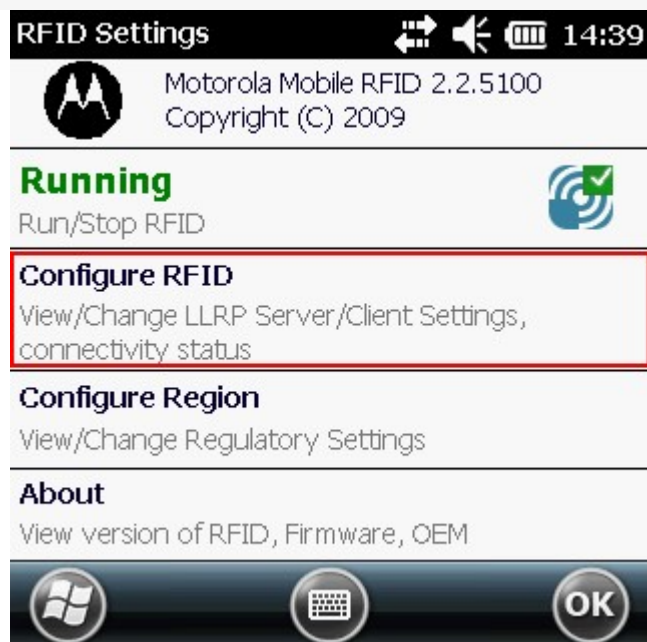 RFID Settings 14:39
Motorola Mobile RFID 2.2.5100
Copyright (C) 2009
Running
Run/Stop RFID
Configure RFID
View/Change LLRP Server/Client Settings,
connectivity status
Configure Region
View/Change Regulatory Settings
About
View version of RFID, Firmware, OEM
OK